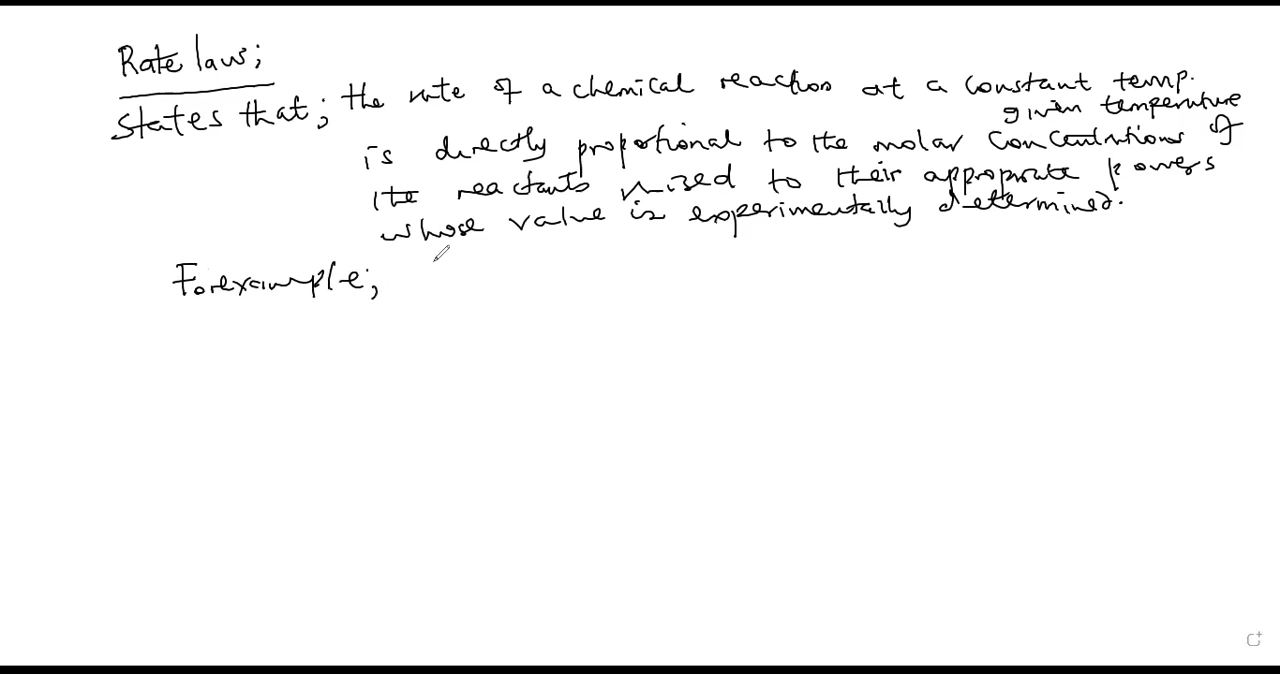 Rate law;
states that; the rate of a chemical reaction at a constant temp.
given temperature
is directly proportional to the molar concentrations of
the reactants raised to their appropriate powers
whose value is experimentally determined.
For example;